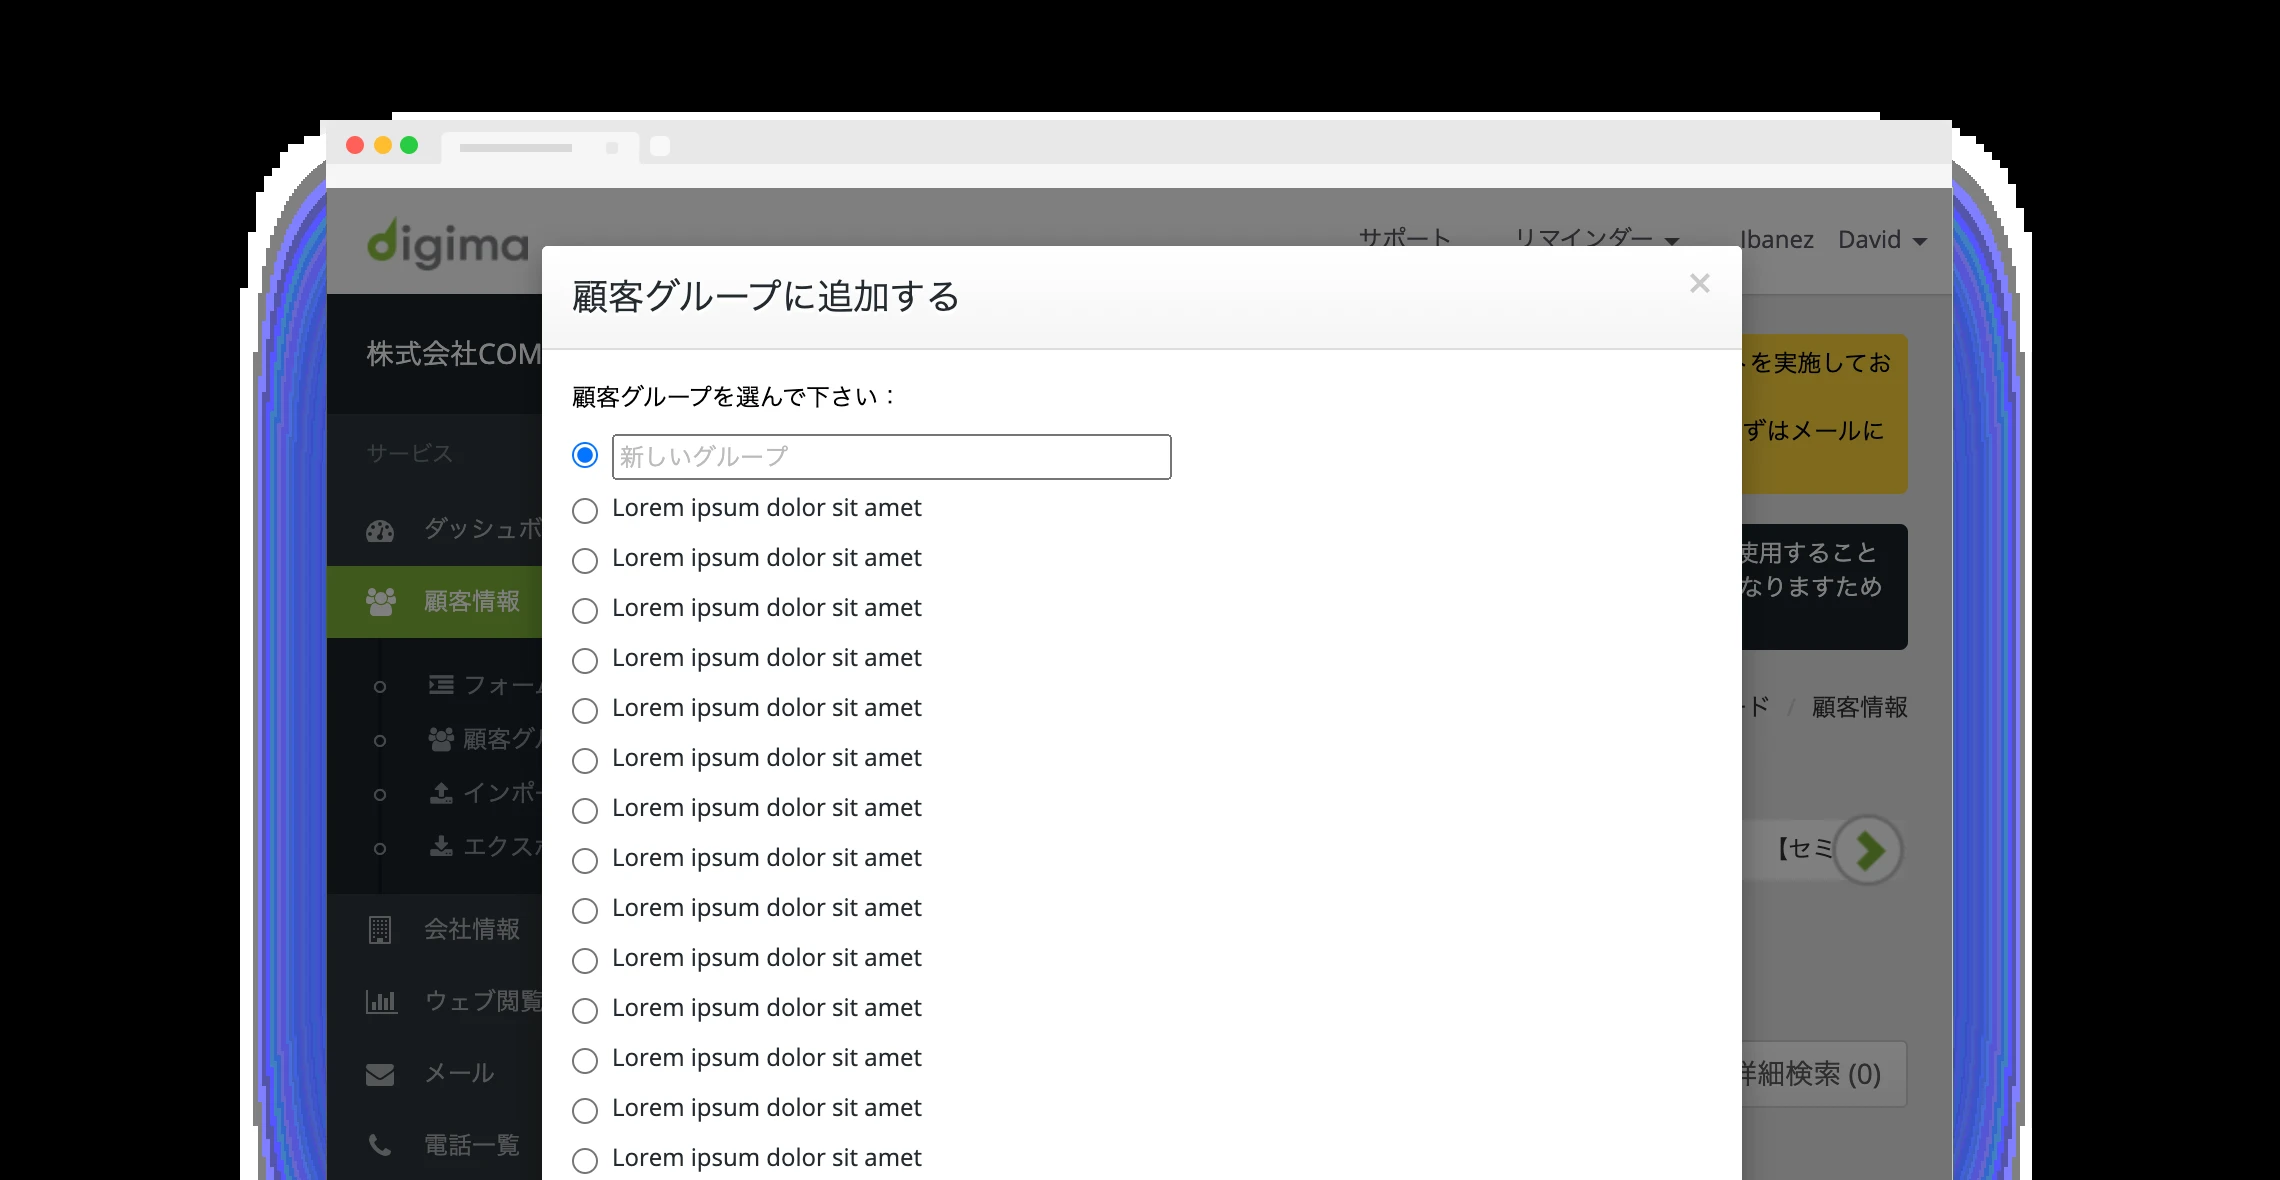 digima
サポート
リマインダー
Ibanez David
顧客グループに追加する
×
株式会社COM
トを実施してお
ずはメールに
顧客グループを選んで下さい：
新しいグループ
サービス
Lorem ipsum dolor sit amet
ダッシュボ
使用すること
Lorem ipsum dolor sit amet
なりますため
顧客情報
Lorem ipsum dolor sit amet
Lorem ipsum dolor sit amet
フォーム
Lorem ipsum dolor sit amet
ード / 顧客情報
顧客グル
Lorem ipsum dolor sit amet
インポー
Lorem ipsum dolor sit amet
エクスポ
Lorem ipsum dolor sit amet
【セミ
Lorem ipsum dolor sit amet
会社情報
Lorem ipsum dolor sit amet
ウェブ閲覧
Lorem ipsum dolor sit amet
メール
Lorem ipsum dolor sit amet
詳細検索 (0)
Lorem ipsum dolor sit amet
電話一覧
Lorem ipsum dolor sit amet